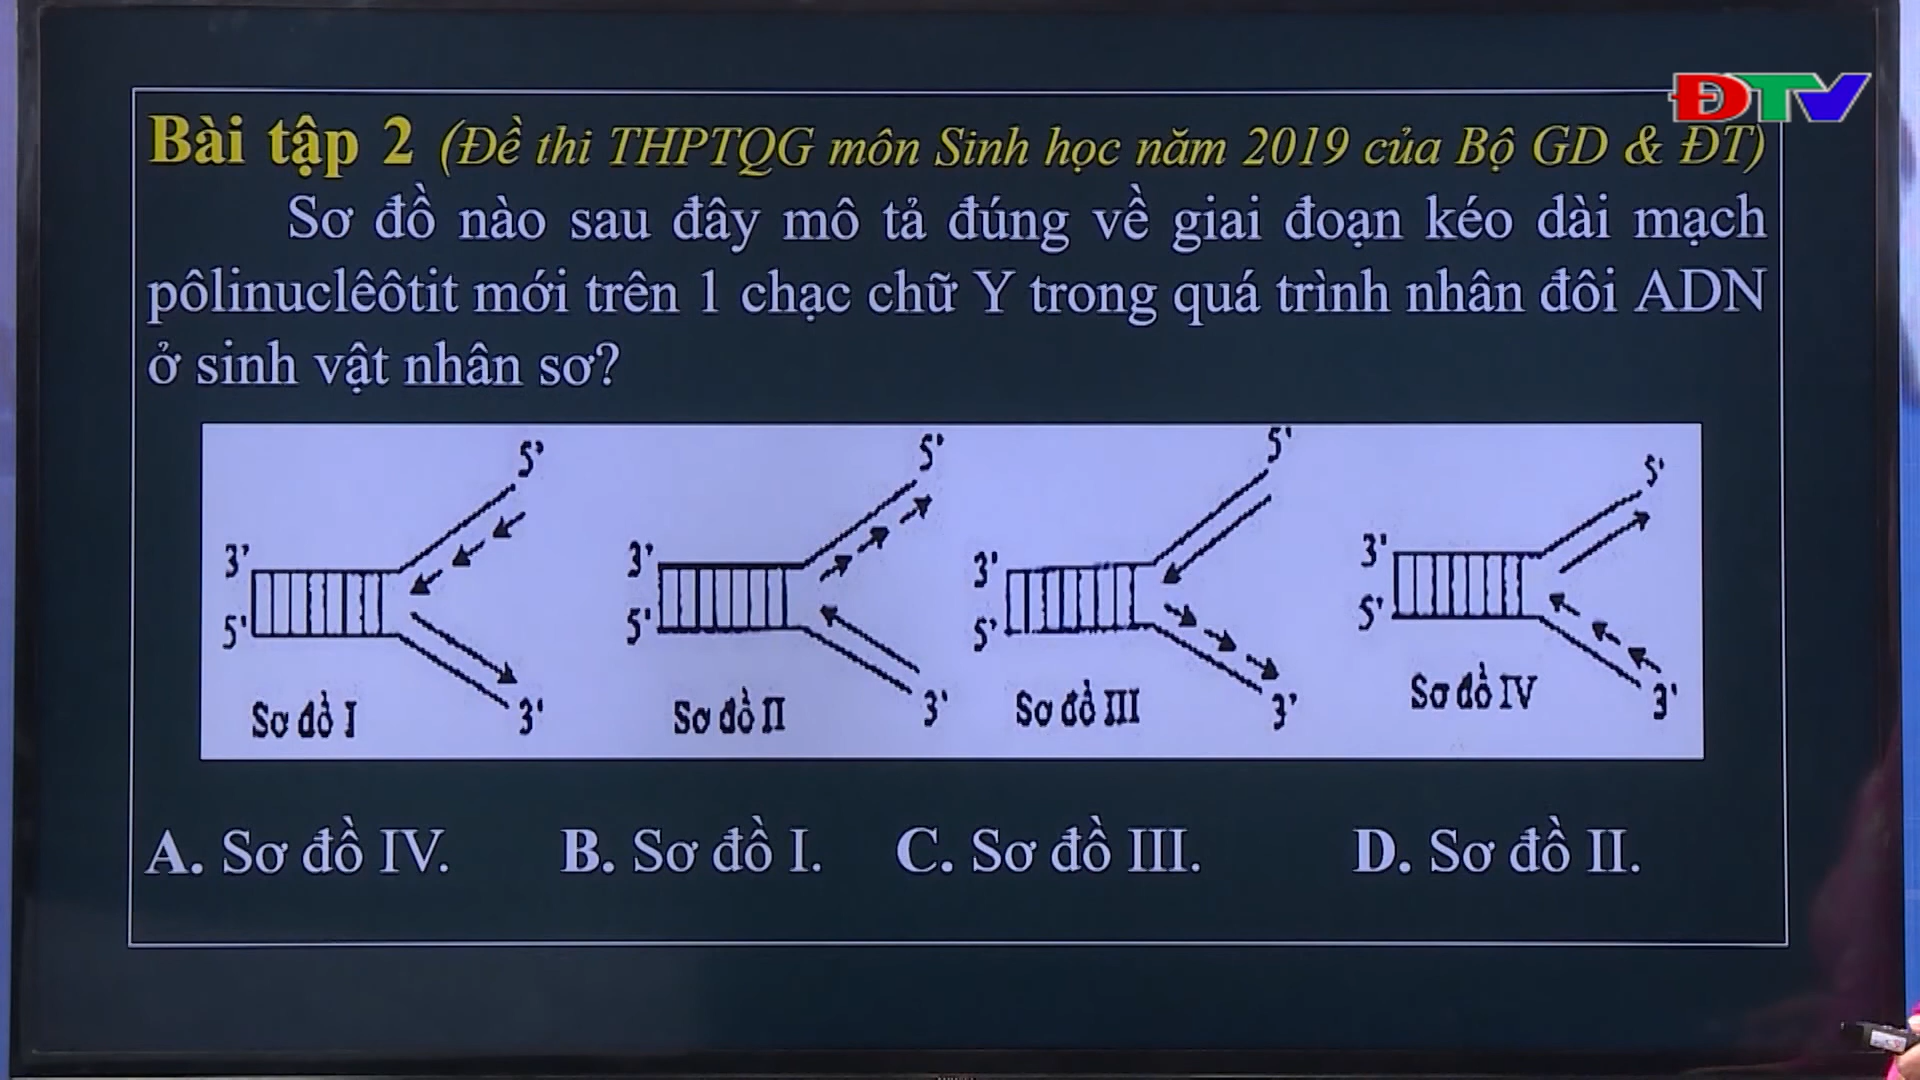 ĐTV
Bài tập 2 (Đề thi THPTQG môn Sinh học năm 2019 của Bộ GD & ĐT)
Sơ đồ nào sau đây mô tả đúng về giai đoạn kéo dài mạch
pôlinuclêôtit mới trên 1 chạc chữ Y trong quá trình nhân đôi ADN
ở sinh vật nhân sơ?
5' 5' 5' 5'
3' 3' 3' 3'
5' 5' 5' 5'
3' 3' 3' 3'
Sơ đồ I Sơ đồ II Sơ đồ III Sơ đồ IV
A. Sơ đồ IV. B. Sơ đồ I. C. Sơ đồ III. D. Sơ đồ II.